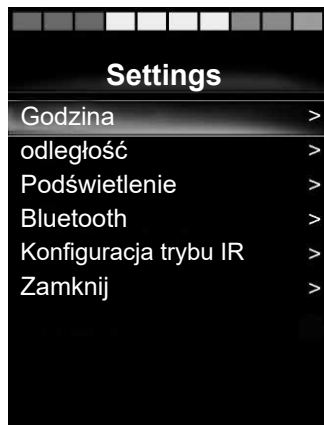 Settings
Godzina >
odległość >
Podświetlenie >
Bluetooth >
Konfiguracja trybu IR >
Zamknij >